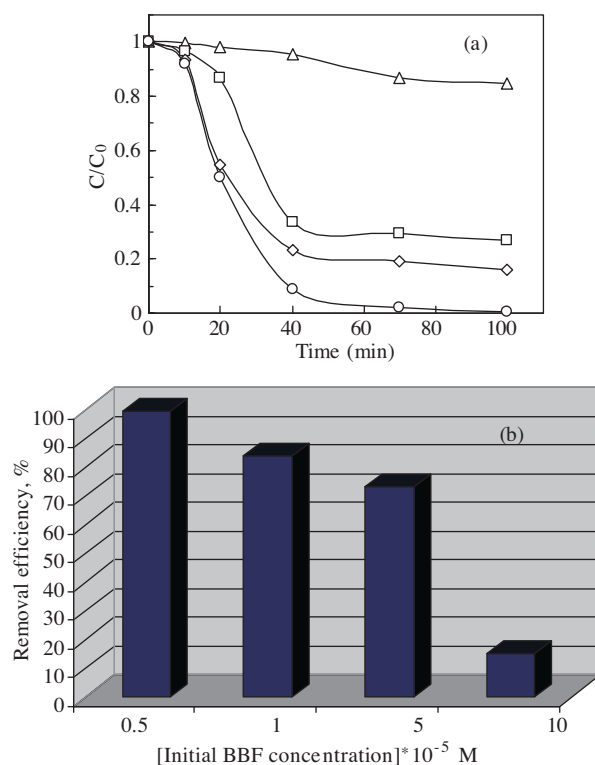 (a)
C/C0
1
0.8
0.6
0.4
0.2
0
0 20 40 60 80 100
Time (min)
(b)
Removal efficiency, %
100
90
80
70
60
50
40
30
20
10
0
0.5 1 5 10
[Initial BBF concentration]*10-5 M